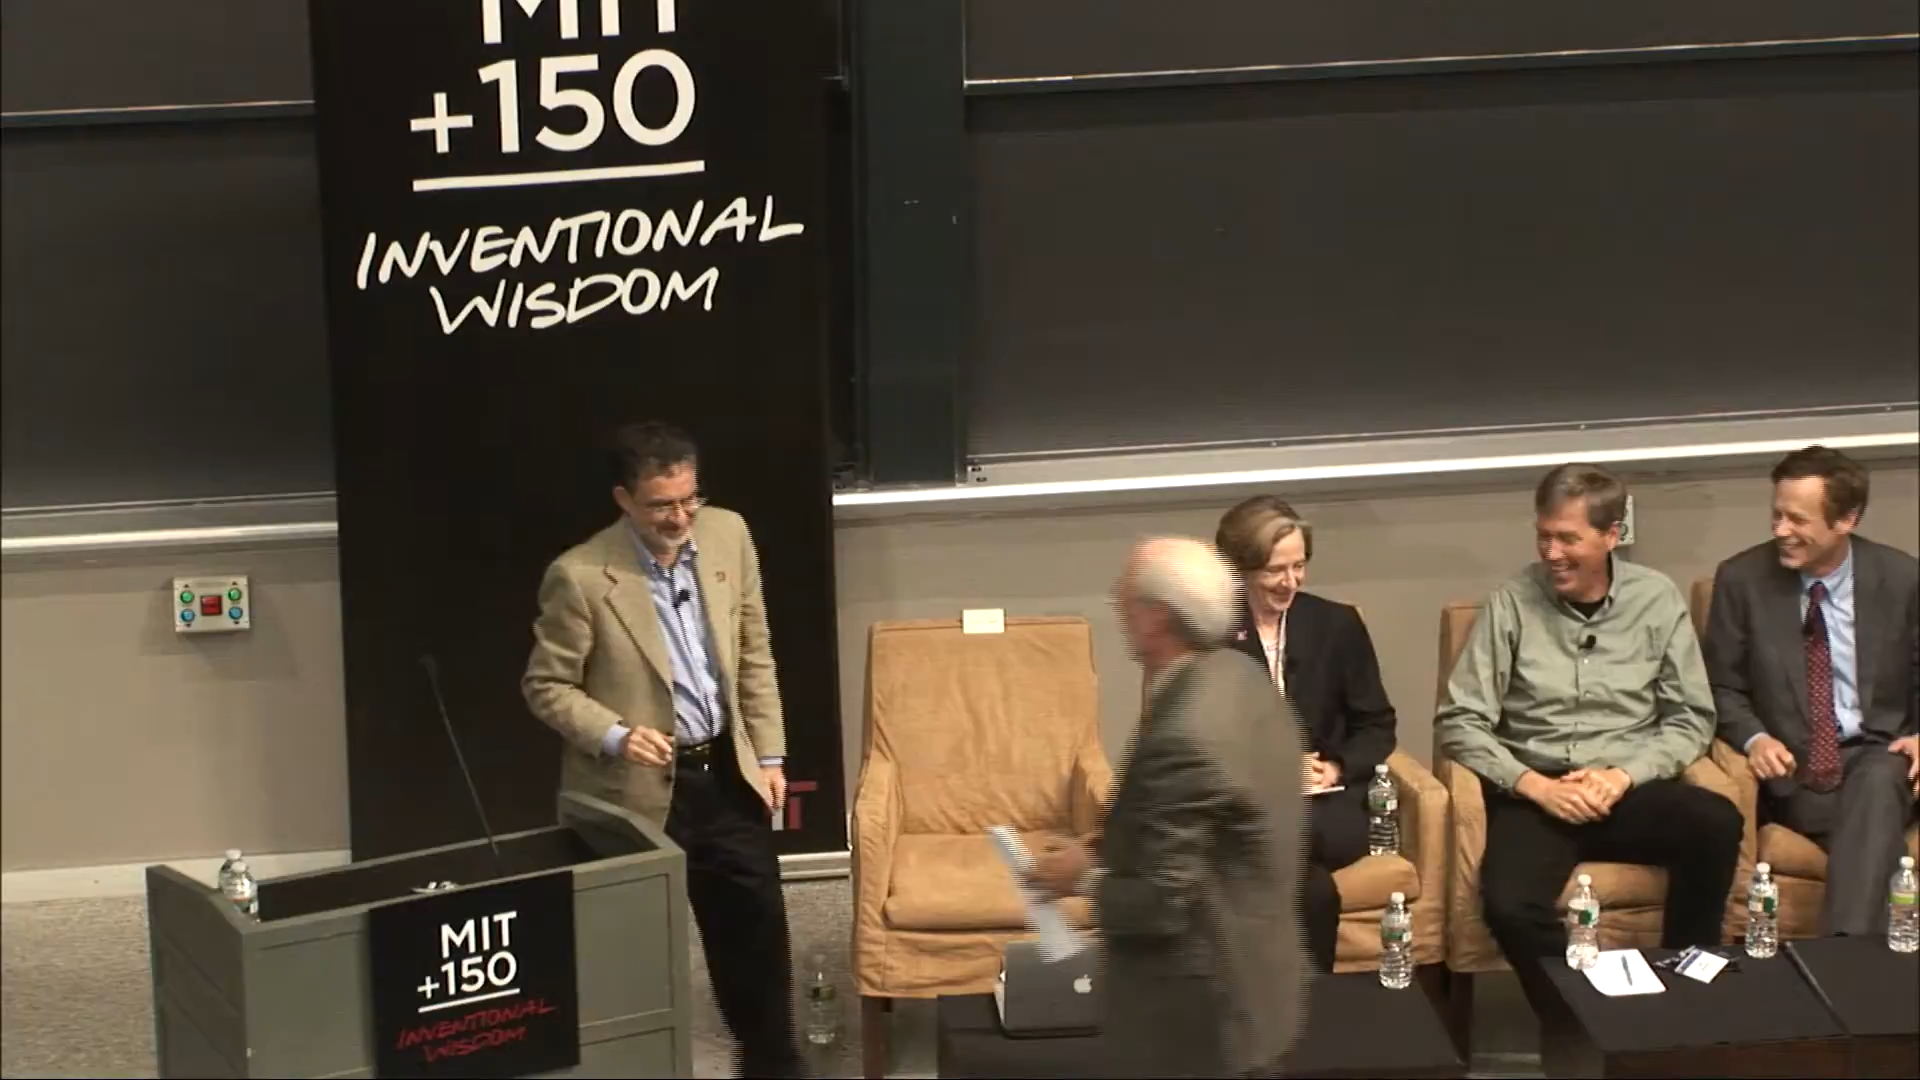 MIT
+150
INVENTIONAL
WISDOM
MIT
+150
INVENTIONAL
WISDOM